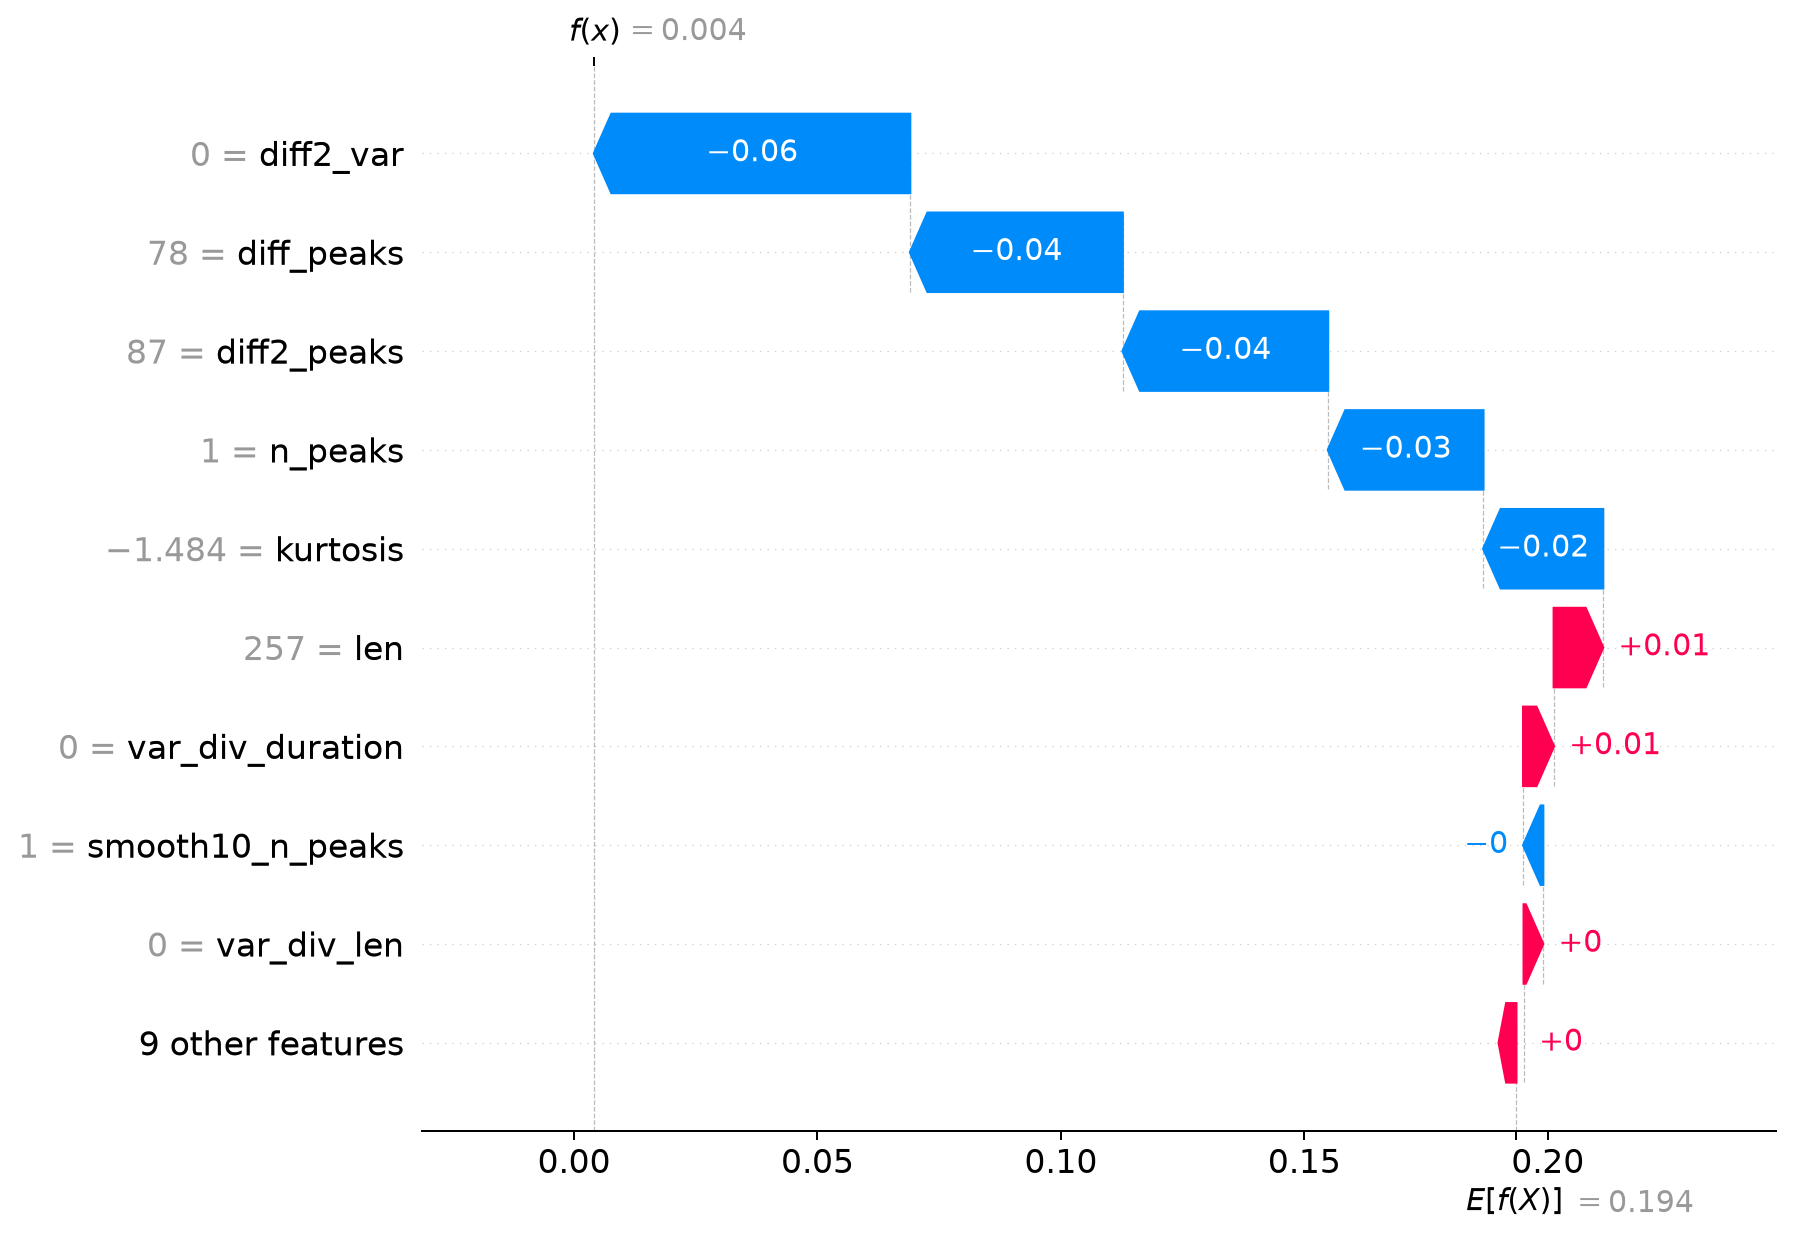 f(x) = 0.004
0 = diff2_var
−0.06
78 = diff_peaks
−0.04
87 = diff2_peaks
−0.04
1 = n_peaks
−0.03
−1.484 = kurtosis
−0.02
257 = len
+0.01
0 = var_div_duration
+0.01
1 = smooth10_n_peaks
−0
0 = var_div_len
+0
9 other features
+0
0.00 0.05 0.10 0.15 0.20
E[f(X)] = 0.194